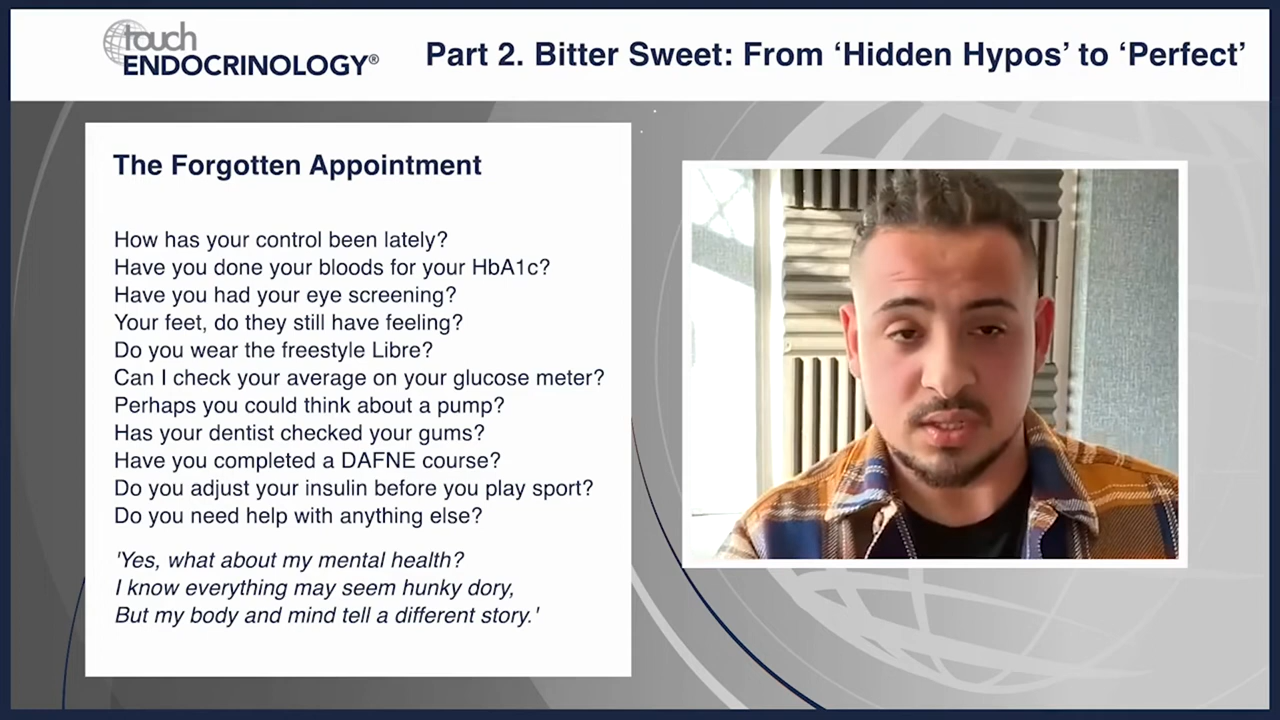 touch
ENDOCRINOLOGY®
Part 2. Bitter Sweet: From ‘Hidden Hypos’ to ‘Perfect’
The Forgotten Appointment
How has your control been lately?
Have you done your bloods for your HbA1c?
Have you had your eye screening?
Your feet, do they still have feeling?
Do you wear the freestyle Libre?
Can I check your average on your glucose meter?
Perhaps you could think about a pump?
Has your dentist checked your gums?
Have you completed a DAFNE course?
Do you adjust your insulin before you play sport?
Do you need help with anything else?
'Yes, what about my mental health?
I know everything may seem hunky dory,
But my body and mind tell a different story.'